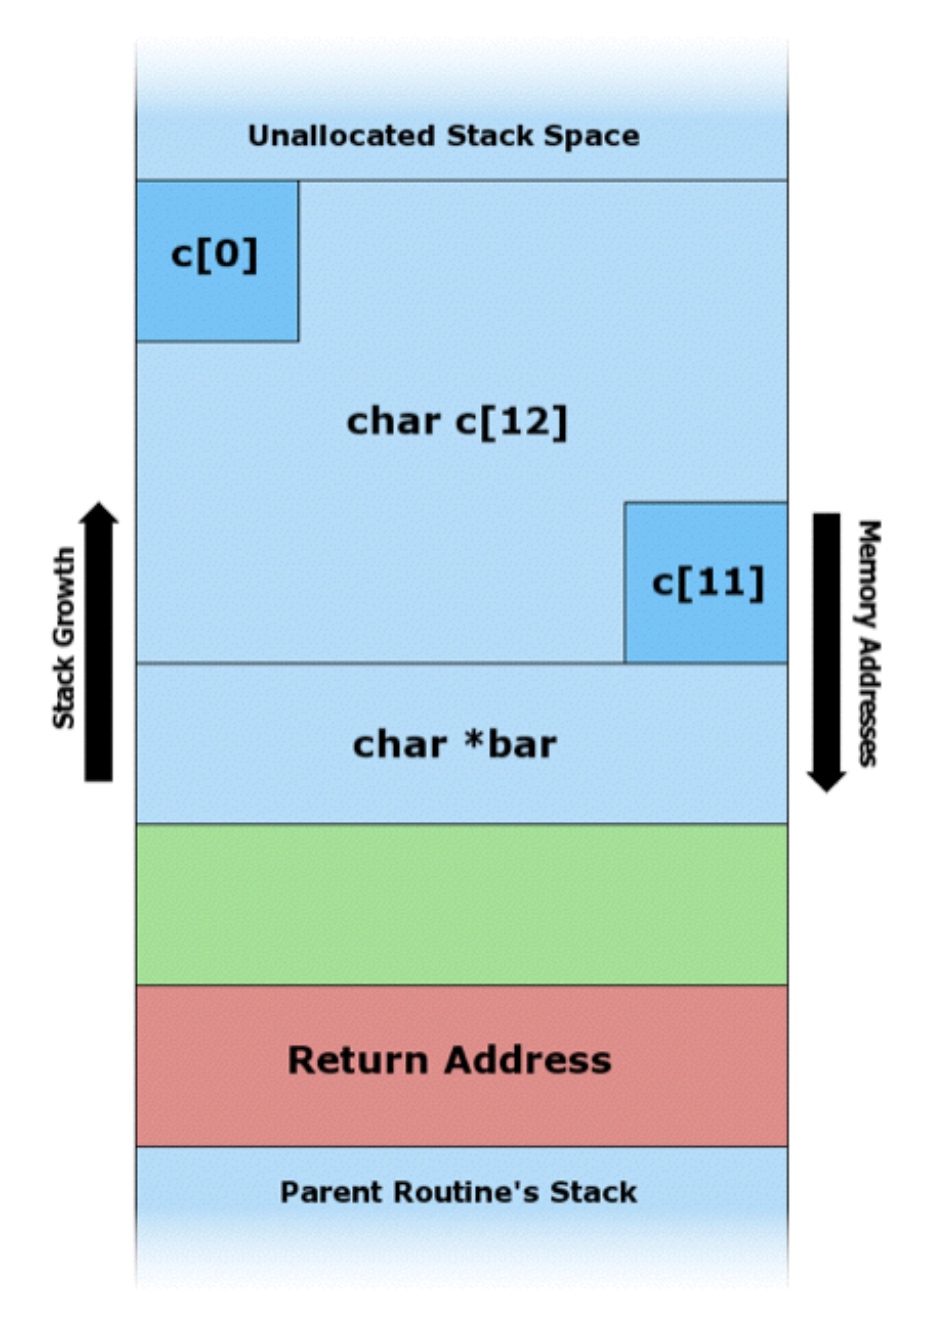 Unallocated Stack Space
c[0]
char c[12]
c[11]
Stack Growth
Memory Addresses
char *bar
Return Address
Parent Routine's Stack